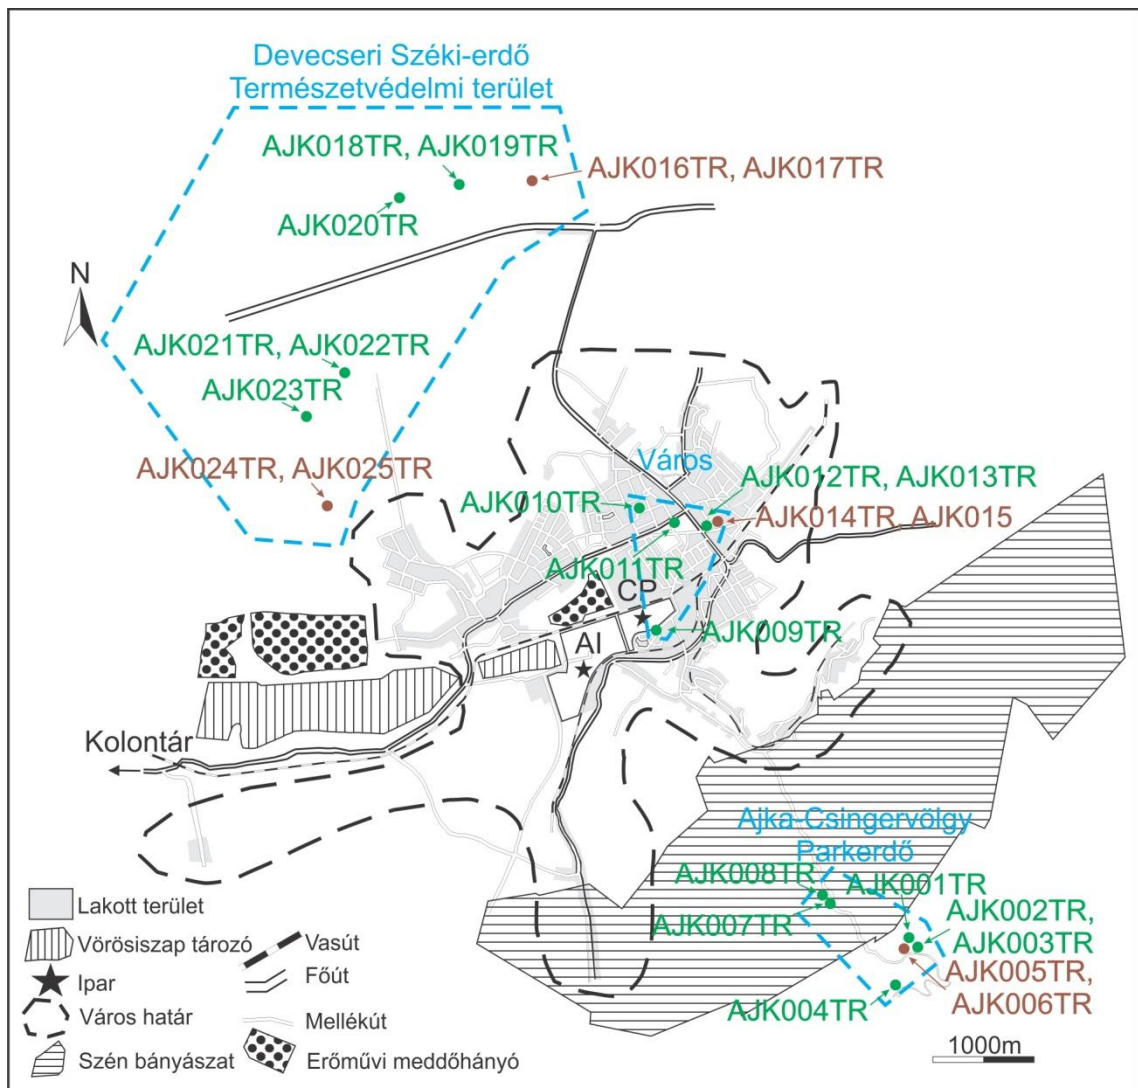 Devecseri Széki-erdő
Természetvédelmi terület
AJK018TR, AJK019TR
AJK016TR, AJK017TR
AJK020TR
N
AJK021TR, AJK022TR
AJK023TR
AJK024TR, AJK025TR
Város
AJK010TR
AJK012TR, AJK013TR
AJK014TR, AJK015
AJK011TR
CP
AJK009TR
AI
Kolontár
Ajka-Csingervölgy
Parkerdő
AJK008TR
AJK001TR
AJK007TR
AJK002TR,
AJK003TR
AJK005TR,
AJK006TR
AJK004TR
Lakott terület
Vörösiszap tározó
Ipar
Város határ
Szén bányászat
Vasút
Főút
Mellékút
Erőművi meddőhányó
1000m